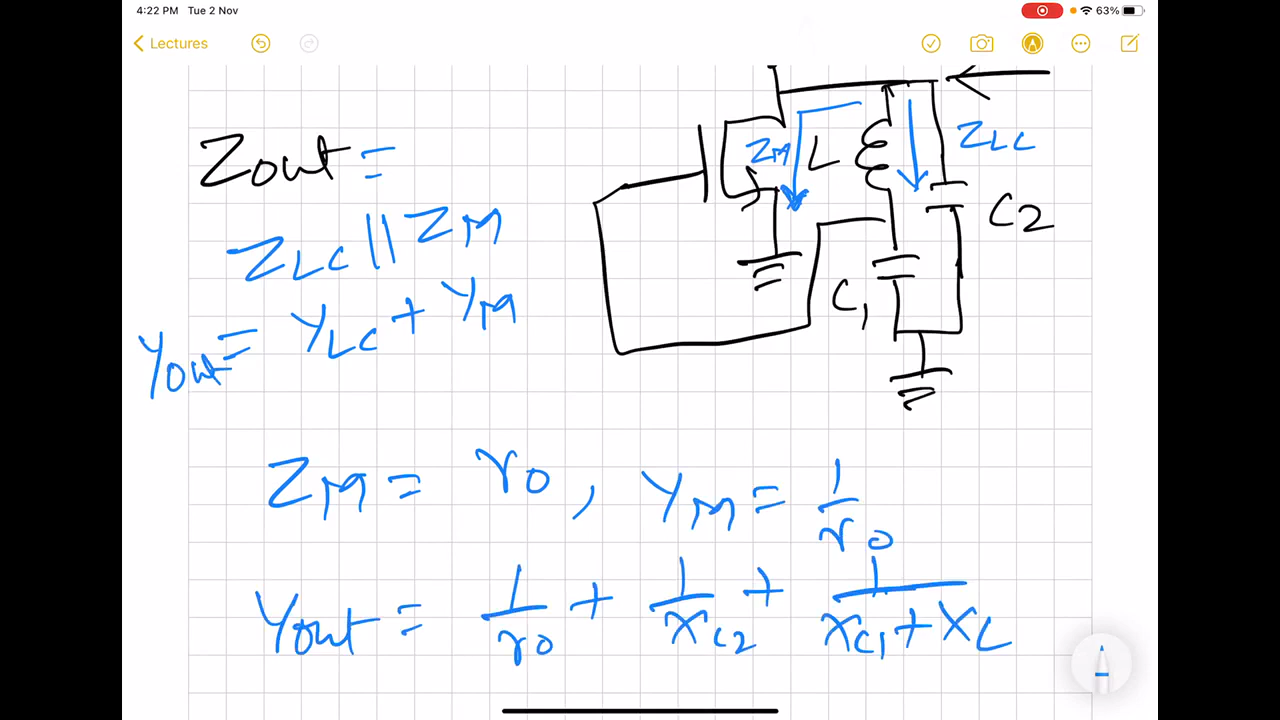 4:22 PM Tue 2 Nov
63%
Lectures
Zout =
ZLC || ZM
Yout = YLC + YM
ZM
L
ZLC
C2
C1
ZM = ro , YM = 1/ro
Yout = 1/ro + 1/XC2 + 1/(XC1 + XL)